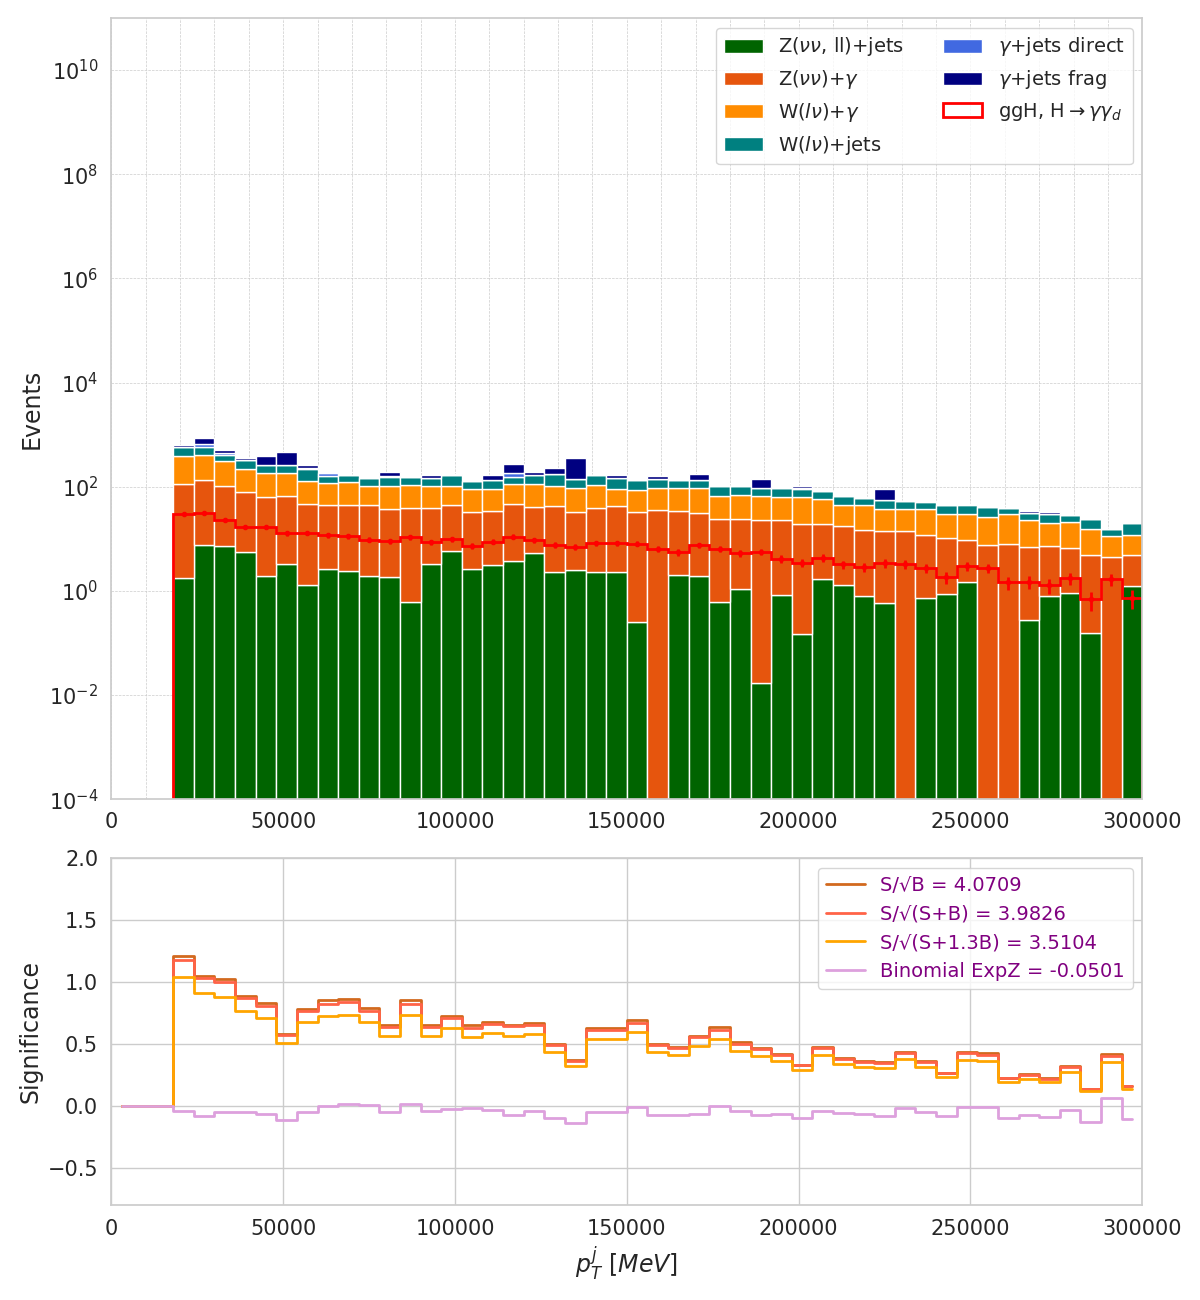 Z(νν, ll)+jets
Z(νν)+γ
W(lν)+γ
W(lν)+jets
γ+jets direct
γ+jets frag
ggH, H→γγ_d
Events
10^10
10^8
10^6
10^4
10^2
10^0
10^−2
10^−4
0 50000 100000 150000 200000 250000 300000
S/√B = 4.0709
S/√(S+B) = 3.9826
S/√(S+1.3B) = 3.5104
Binomial ExpZ = -0.0501
Significance
2.0
1.5
1.0
0.5
0.0
−0.5
0 50000 100000 150000 200000 250000 300000
p_T^j [MeV]